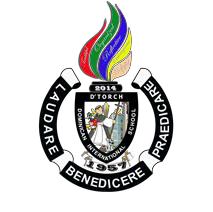 2014
D'TORCH
DOMINICAN INTERNATIONAL SCHOOL
1957
LAUDARE
BENEDICERE
PRAEDICARE